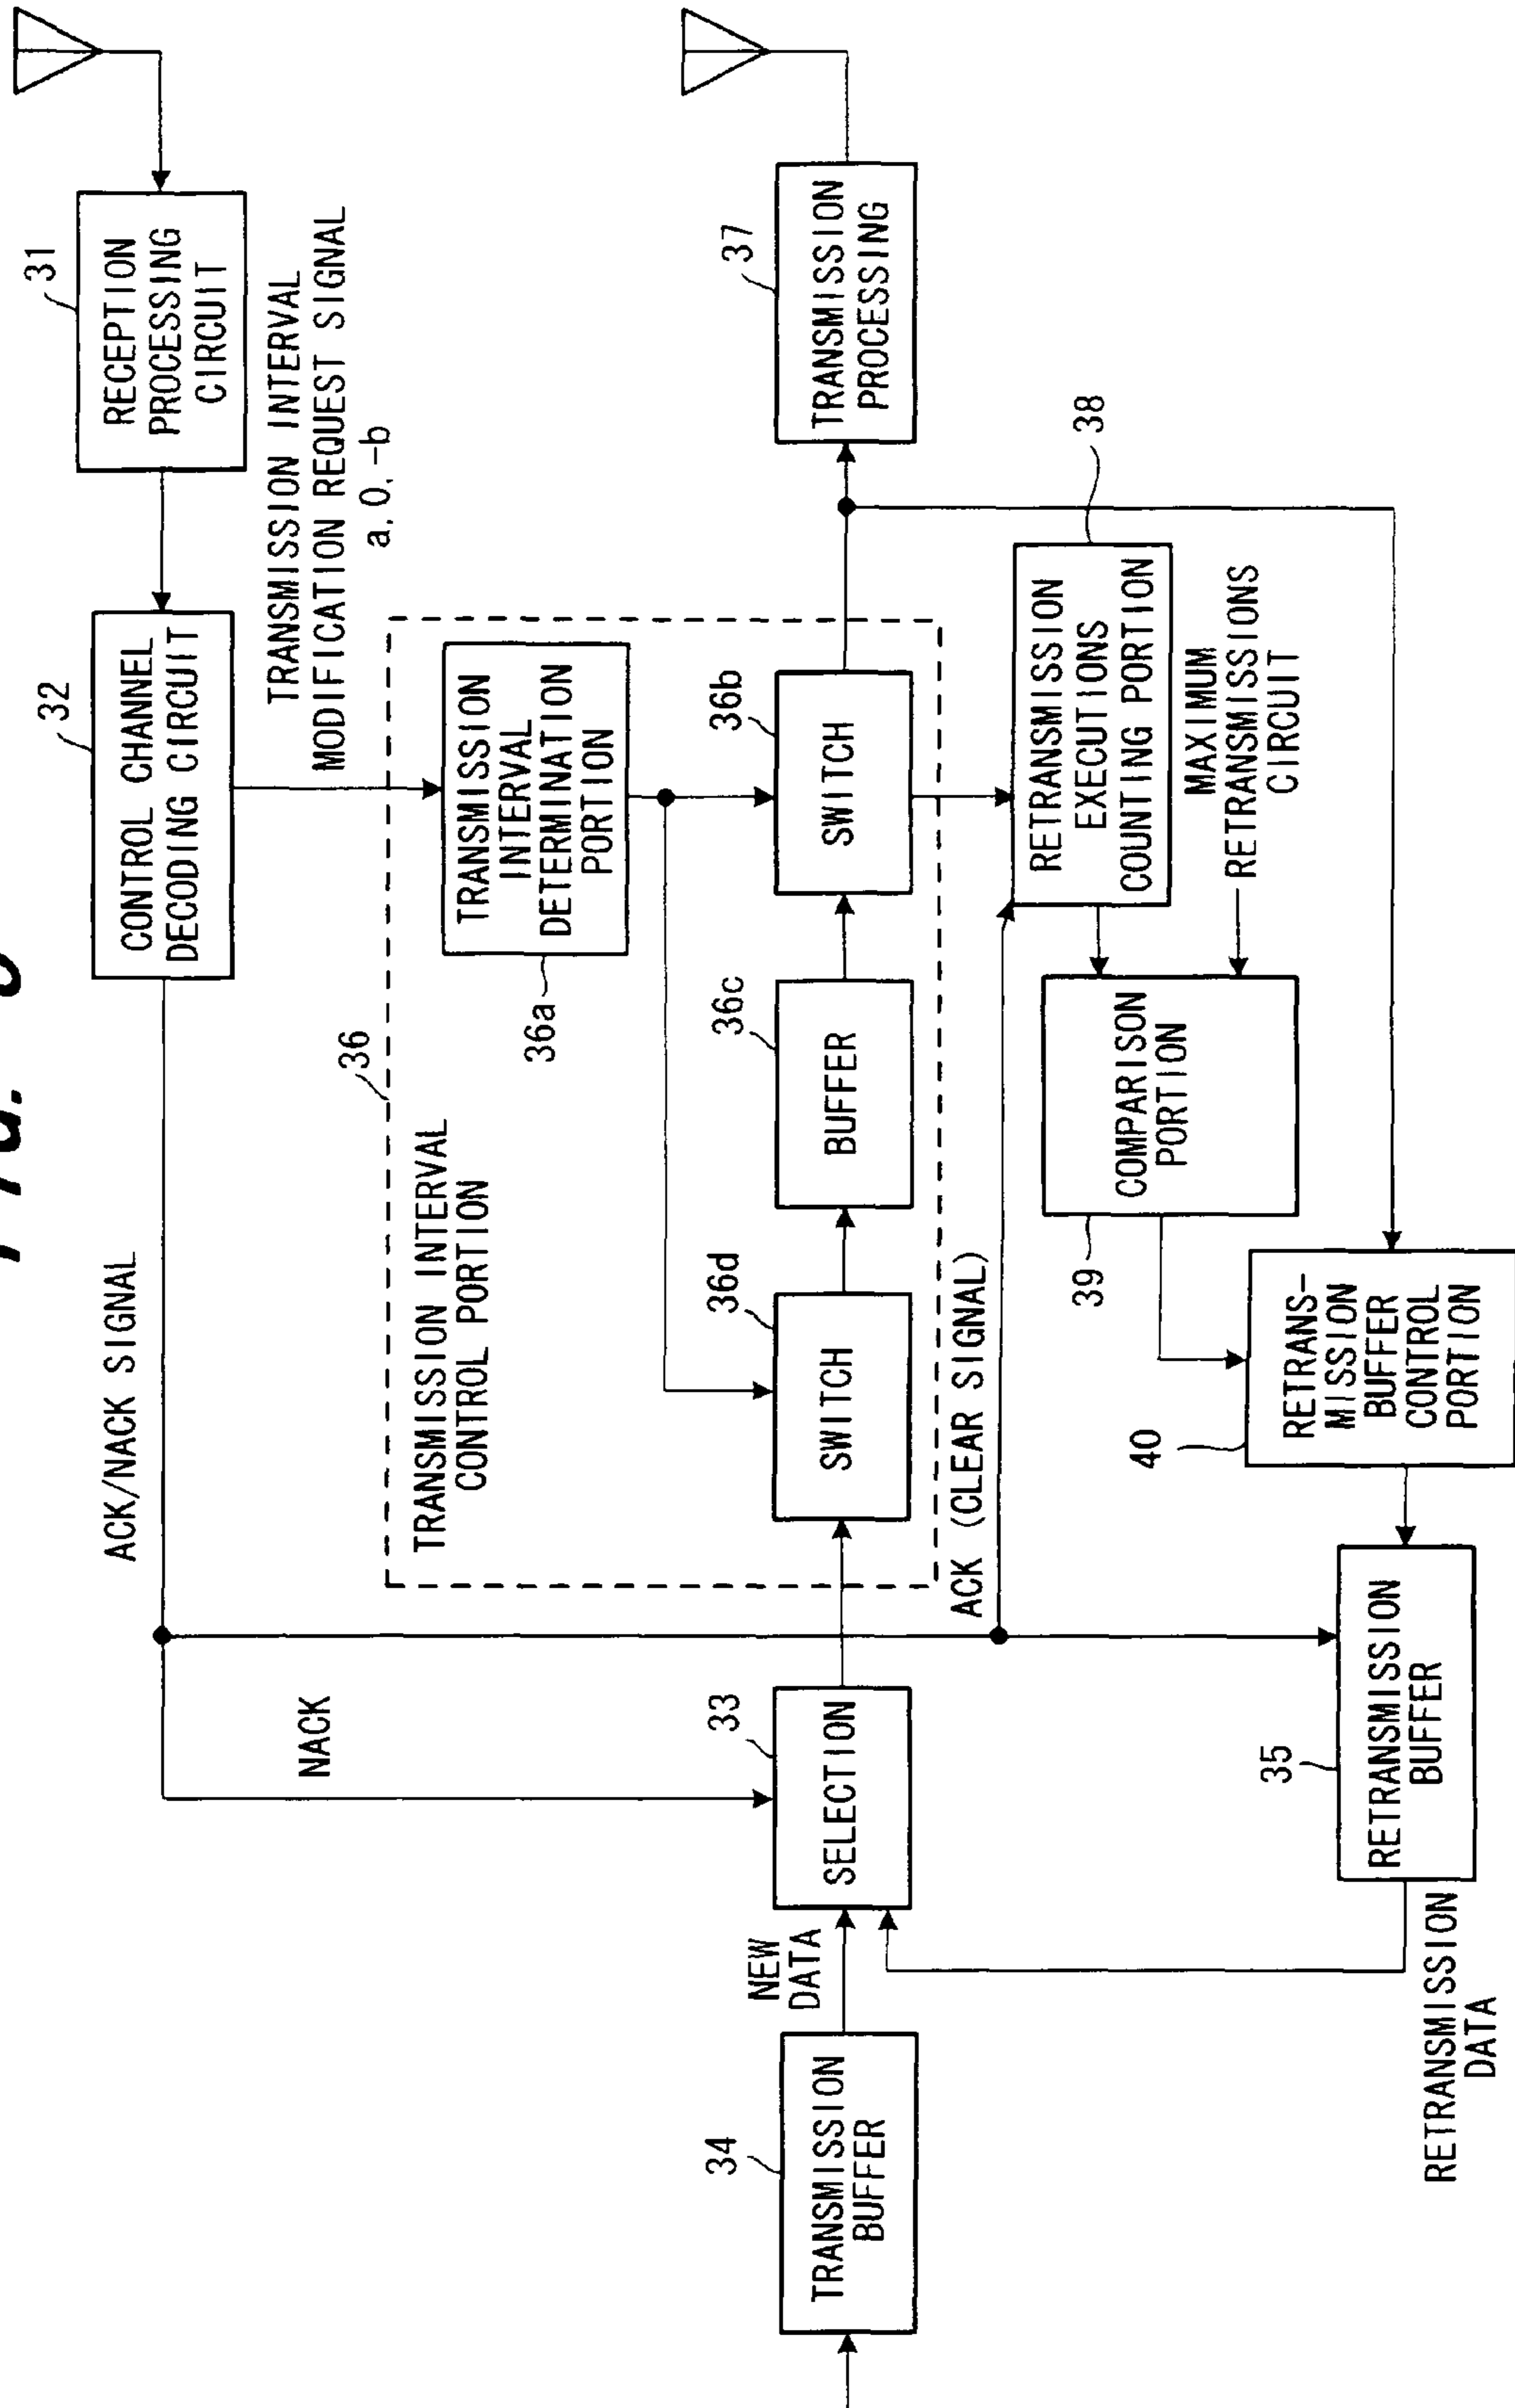 31
RECEPTION
PROCESSING
CIRCUIT
32
CONTROL CHANNEL
DECODING CIRCUIT
ACK/NACK SIGNAL
TRANSMISSION INTERVAL
MODIFICATION REQUEST SIGNAL
a, 0, -b
NACK
36
TRANSMISSION INTERVAL
CONTROL PORTION
TRANSMISSION
INTERVAL
DETERMINATION
PORTION
36a
34
TRANSMISSION
BUFFER
NEW
DATA
33
SELECTION
36d
SWITCH
36c
BUFFER
36b
SWITCH
37
TRANSMISSION
PROCESSING
ACK (CLEAR SIGNAL)
38
RETRANSMISSION
EXECUTIONS
COUNTING PORTION
MAXIMUM
RETRANSMISSIONS
CIRCUIT
COMPARISON
PORTION
39
RETRANS-
MISSION
BUFFER
CONTROL
PORTION
40
35
RETRANSMISSION
BUFFER
RETRANSMISSION
DATA